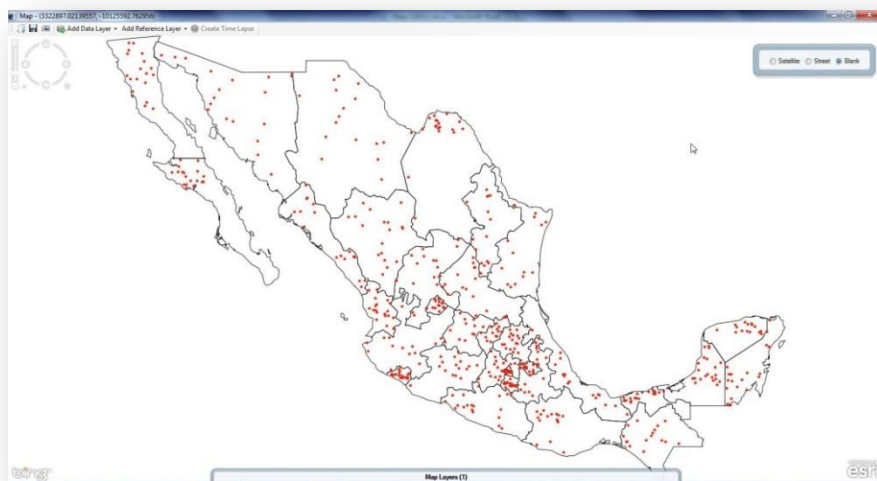 Map - (3322897.02139557, -10125592.762956)
Add Data Layer Add Reference Layer Create Time Lapse
Satellite Street Blank
bing
esri
Map Layers (1)